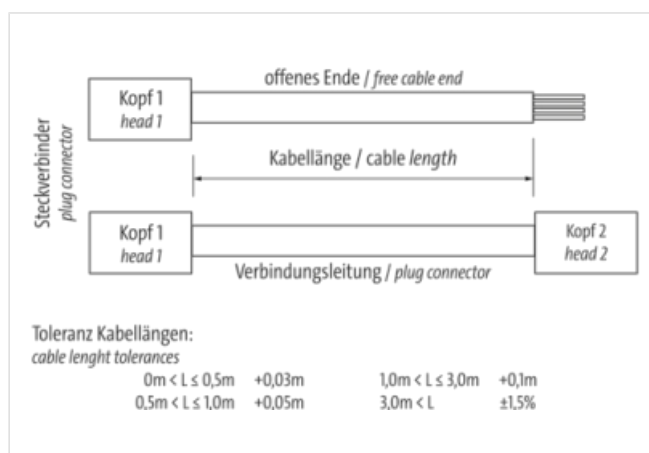 offenes Ende / free cable end
Kopf 1
head 1
Steckverbinder
plug connector
Kabellänge / cable length
Kopf 1
head 1
Kopf 2
head 2
Verbindungsleitung / plug connector
Toleranz Kabellängen:
cable lenght tolerances
0m < L ≤ 0,5m +0,03m 1,0m < L ≤ 3,0m +0,1m
0,5m < L ≤ 1,0m +0,05m 3,0m < L ±1,5%